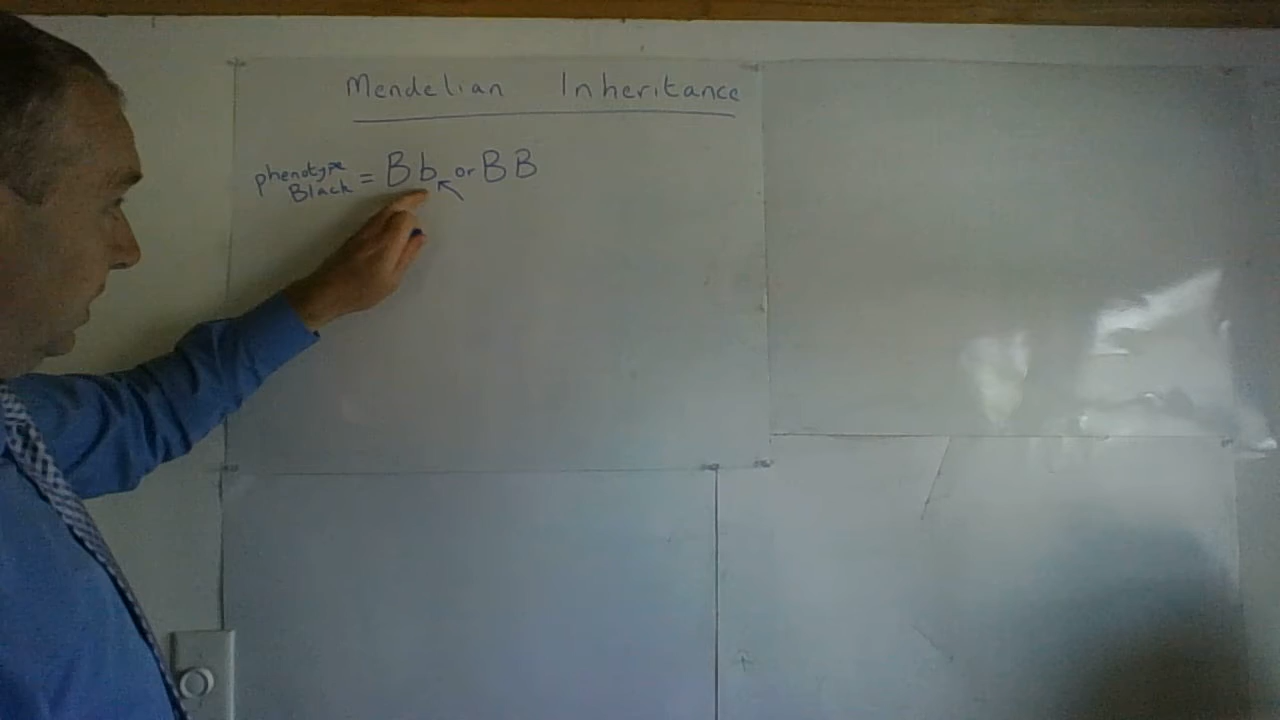 Mendelian Inheritance
phenotype
Black = Bb or BB